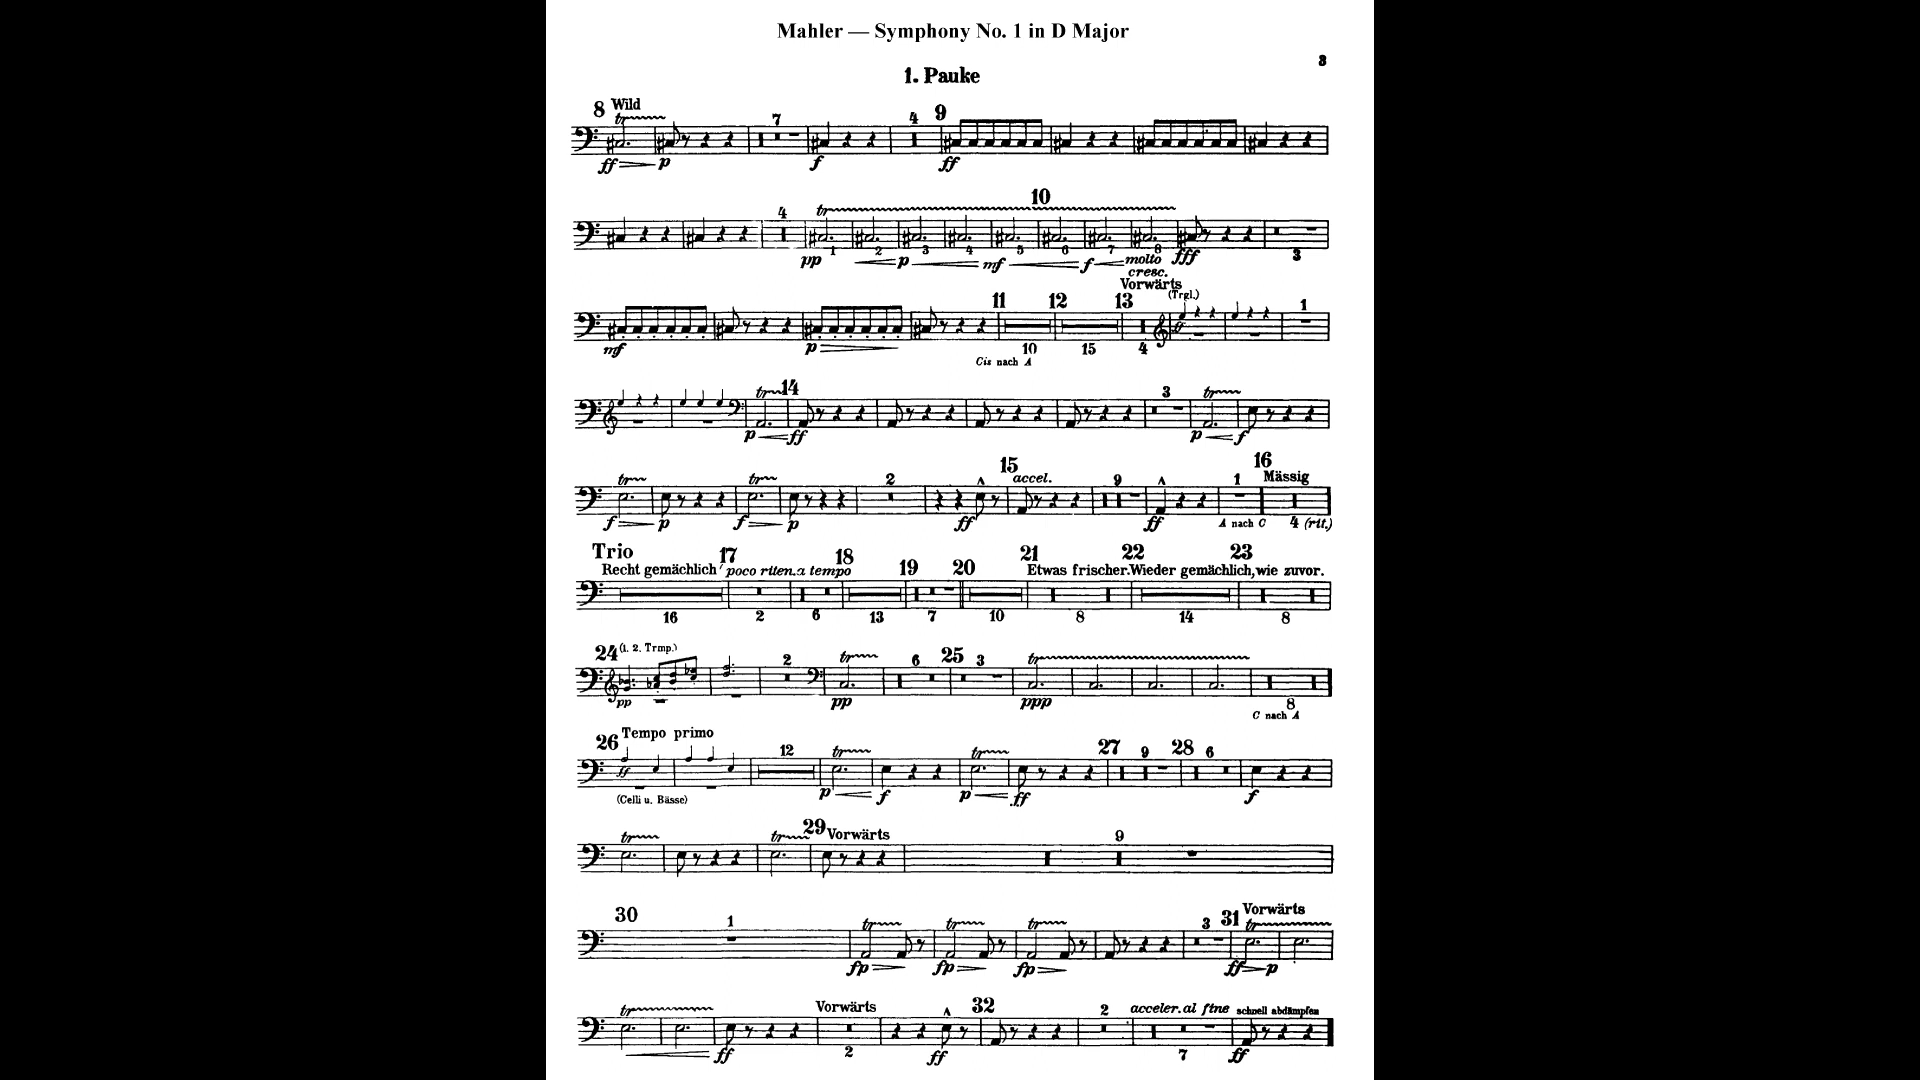 Mahler — Symphony No. 1 in D Major
3
1. Pauke
8 Wild
tr 7 4 9
ff p f ff
10
4 tr
1 2 3 4 5 6 7 8
pp p mf f molto fff 3
cresc.
Vorwärts
11 12 13 (Trgl.) 1
mf p 10 15 4
Cis nach A
tr 14 3 tr
p ff p f
16
15 Mässig
tr tr 2 accel. 9 1
f p f p ff ff A nach C 4 (rit.)
Trio 17 18 21 22 23
Recht gemächlich poco riten. a tempo 19 20 Etwas frischer. Wieder gemächlich, wie zuvor.
16 2 6 13 7 10 8 14 8
24 (1. 2. Trmp.) 2 tr 6 25 3 tr
pp pp ppp 8
C nach A
26 Tempo primo
12 tr tr 27 9 28 6
ff p f p ff f
(Celli u. Bässe)
tr tr 29 Vorwärts 9
30 1 tr tr tr 3 31 Vorwärts
tr
fp fp fp ff p
tr Vorwärts 32 2 acceler. al fine schnell abdämpfen
ff 2 ff 7 ff